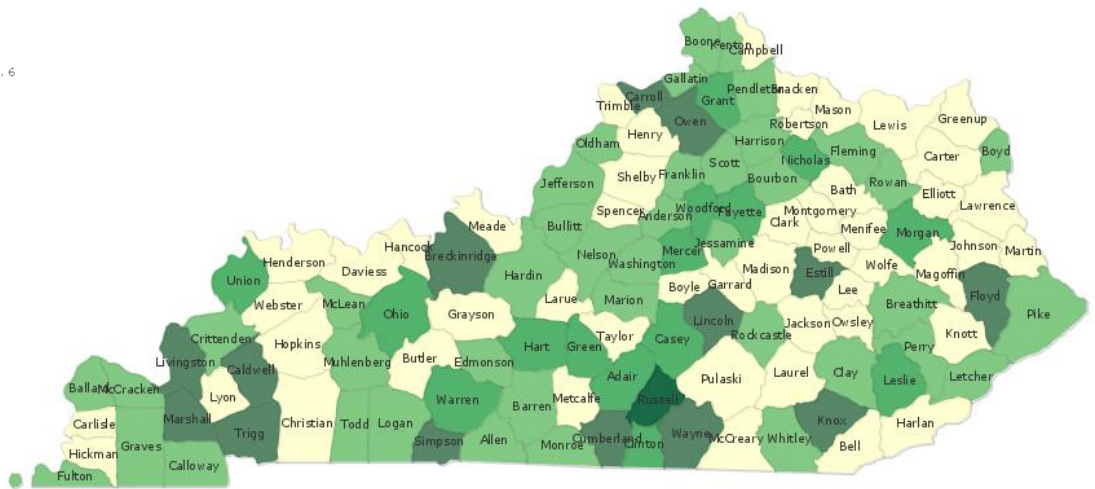 Boone
Kenton
Campbell
. 6
Gallatin
Pendleton
Bracken
Carroll
Grant
Trimble
Owen
Mason
Robertson
Lewis
Greenup
Henry
Oldham
Harrison
Nicholas
Fleming
Boyd
Carter
Scott
Shelby
Franklin
Bourbon
Rowan
Jefferson
Bath
Elliott
Lawrence
Spencer
Anderson
Woodford
Fayette
Montgomery
Clark
Menifee
Morgan
Meade
Bullitt
Hancock
Breckinridge
Nelson
Mercer
Jessamine
Powell
Johnson
Martin
Washington
Madison
Estill
Wolfe
Magoffin
Henderson
Daviess
Hardin
Union
Boyle
Garrard
Lee
Floyd
Webster
McLean
Ohio
Larue
Marion
Breathitt
Pike
Grayson
Lincoln
Rockcastle
Jackson
Owsley
Knott
Crittenden
Hopkins
Taylor
Casey
Hart
Green
Perry
Livingston
Caldwell
Muhlenberg
Butler
Edmonson
Adair
Pulaski
Laurel
Clay
Leslie
Letcher
Ballard
McCracken
Lyon
Warren
Metcalfe
Russell
Barren
Marshall
Carlisle
Christian
Todd
Logan
Knox
Harlan
Trigg
Simpson
Allen
Monroe
Cumberland
Clinton
Wayne
McCreary
Whitley
Bell
Graves
Hickman
Calloway
Fulton